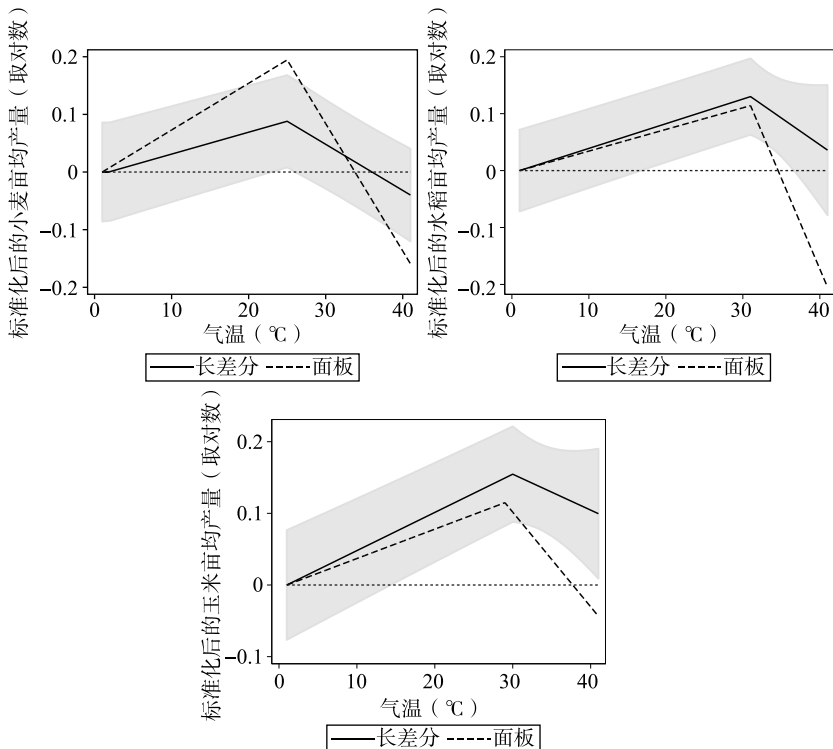 标准化后的小麦亩均产量（取对数）
0.2
0.1
0
−0.1
−0.2
0 10 20 30 40
气温（℃）
长差分 面板
标准化后的水稻亩均产量（取对数）
0.2
0.1
0
−0.1
−0.2
0 10 20 30 40
气温（℃）
长差分 面板
标准化后的玉米亩均产量（取对数）
0.2
0.1
0
−0.1
0 10 20 30 40
气温（℃）
长差分 面板